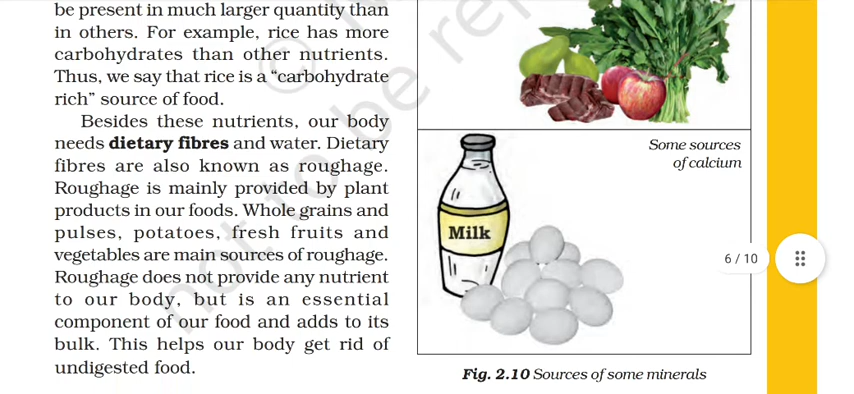 be present in much larger quantity than
in others. For example, rice has more
carbohydrates than other nutrients.
Thus, we say that rice is a “carbohydrate
rich” source of food.
Besides these nutrients, our body
needs dietary fibres and water. Dietary
fibres are also known as roughage.
Roughage is mainly provided by plant
products in our foods. Whole grains and
pulses, potatoes, fresh fruits and
vegetables are main sources of roughage.
Roughage does not provide any nutrient
to our body, but is an essential
component of our food and adds to its
bulk. This helps our body get rid of
undigested food.
Some sources
of calcium
Milk
Fig. 2.10 Sources of some minerals
6 / 10
not to be re
©